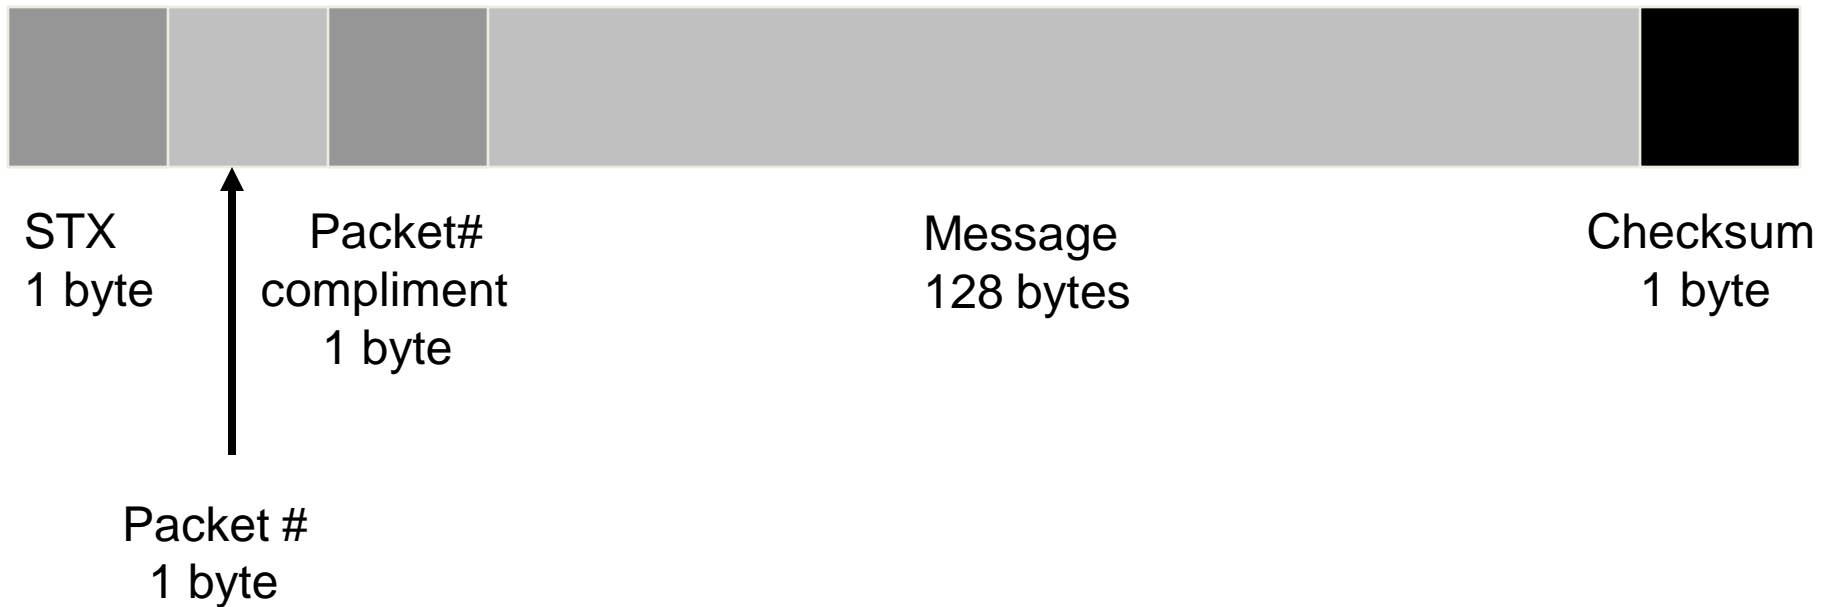 STX
1 byte
Packet#
compliment
1 byte
Message
128 bytes
Checksum
1 byte
Packet #
1 byte